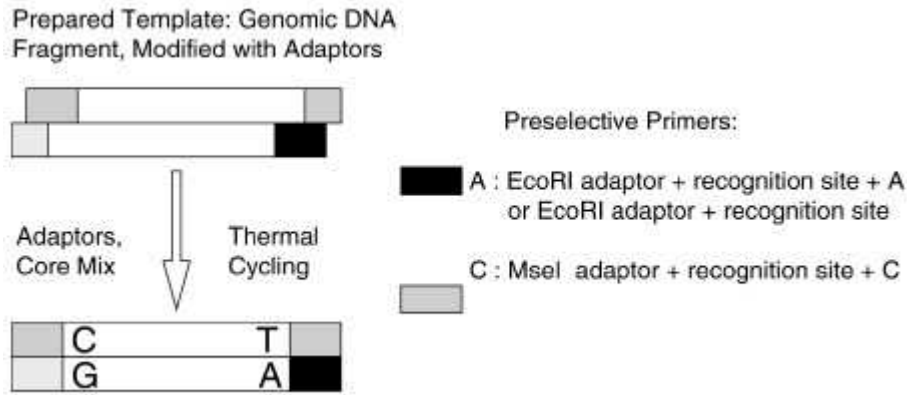 Prepared Template: Genomic DNA
Fragment, Modified with Adaptors
Preselective Primers:
A : EcoRI adaptor + recognition site + A
or EcoRI adaptor + recognition site
Adaptors,
Core Mix
Thermal
Cycling
C : MseI adaptor + recognition site + C
C T
G A